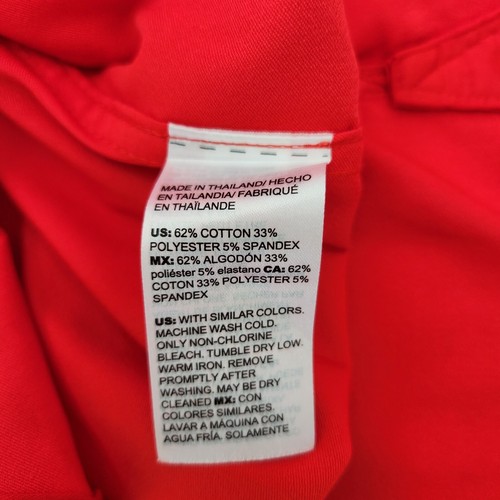 MADE IN THAILAND/ HECHO
EN TAILANDIA/ FABRIQUÉ
EN THAÏLANDE
US: 62% COTTON 33%
POLYESTER 5% SPANDEX
MX: 62% ALGODÓN 33%
poliéster 5% elastano CA: 62%
COTON 33% POLYESTER 5%
SPANDEX
US: WITH SIMILAR COLORS.
MACHINE WASH COLD.
ONLY NON-CHLORINE
BLEACH. TUMBLE DRY LOW.
WARM IRON. REMOVE
PROMPTLY AFTER
WASHING. MAY BE DRY
CLEANED MX: CON
COLORES SIMILARES.
LAVAR A MÁQUINA CON
AGUA FRÍA. SOLAMENTE